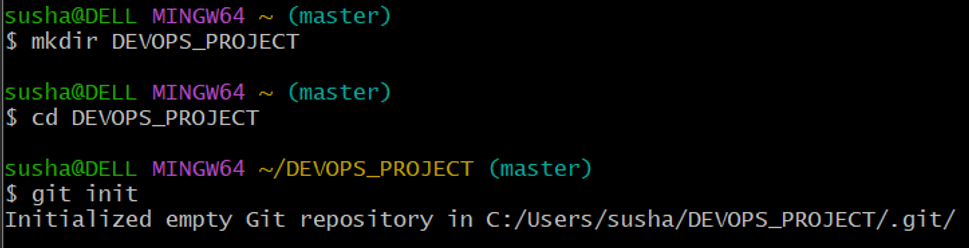 susha@DELL MINGW64 ~ (master)
$ mkdir DEVOPS_PROJECT
susha@DELL MINGW64 ~ (master)
$ cd DEVOPS_PROJECT
susha@DELL MINGW64 ~/DEVOPS_PROJECT (master)
$ git init
Initialized empty Git repository in C:/Users/susha/DEVOPS_PROJECT/.git/